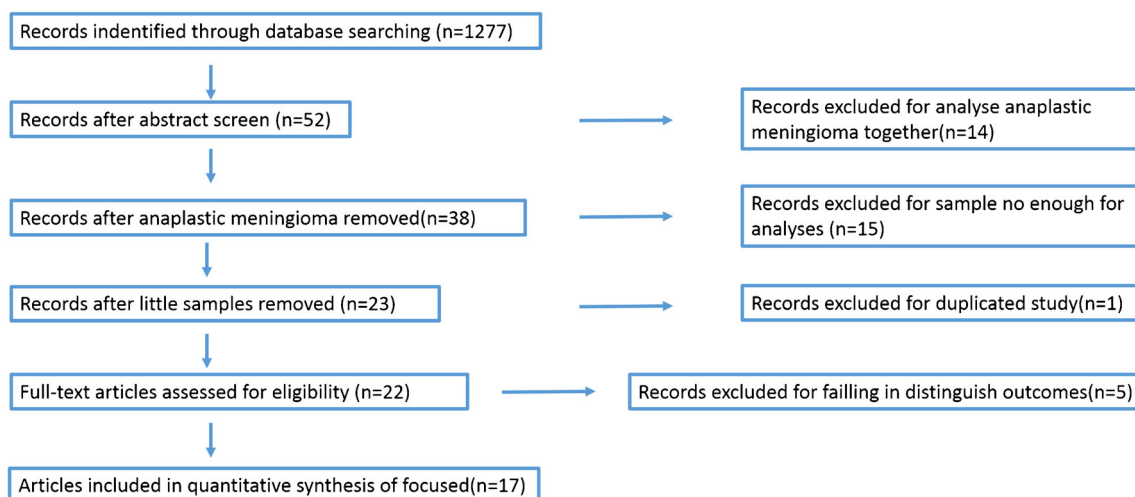 Records indentified through database searching (n=1277)
Records after abstract screen (n=52)
Records excluded for analyse anaplastic
meningioma together(n=14)
Records after anaplastic meningioma removed(n=38)
Records excluded for sample no enough for
analyses (n=15)
Records after little samples removed (n=23)
Records excluded for duplicated study(n=1)
Full-text articles assessed for eligibility (n=22)
Records excluded for failling in distinguish outcomes(n=5)
Articles included in quantitative synthesis of focused(n=17)